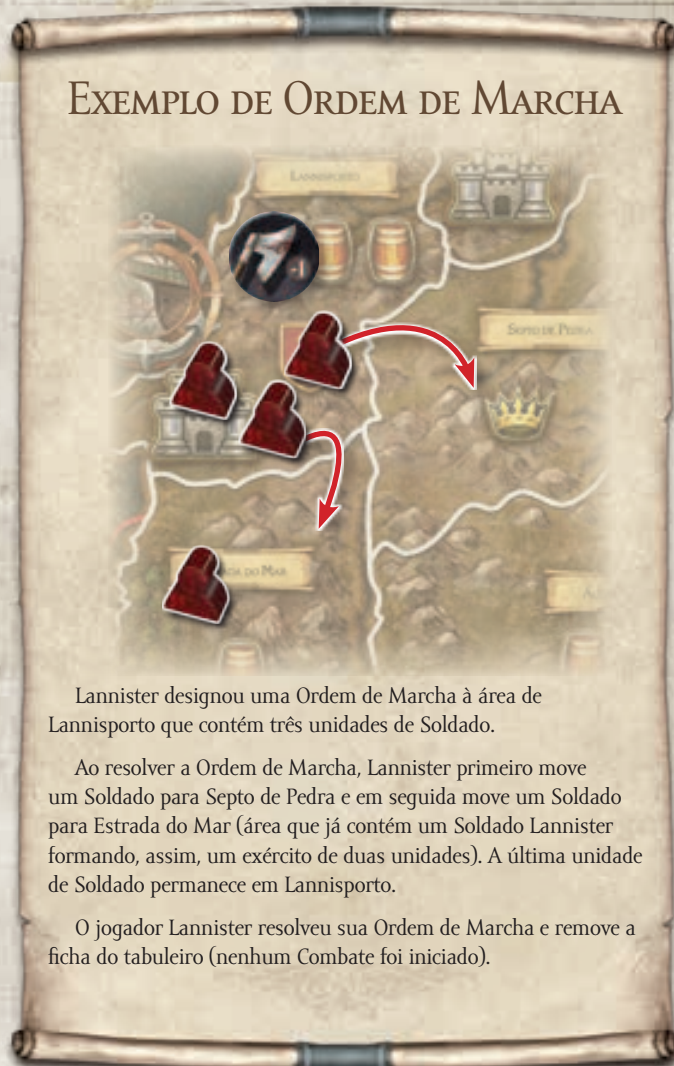 Exemplo de Ordem de Marcha
Lannisporto
-1
Septo de Pedra
do Mar
Lannister designou uma Ordem de Marcha à área de
Lannisporto que contém três unidades de Soldado.
Ao resolver a Ordem de Marcha, Lannister primeiro move
um Soldado para Septo de Pedra e em seguida move um Soldado
para Estrada do Mar (área que já contém um Soldado Lannister
formando, assim, um exército de duas unidades). A última unidade
de Soldado permanece em Lannisporto.
O jogador Lannister resolveu sua Ordem de Marcha e remove a
ficha do tabuleiro (nenhum Combate foi iniciado).